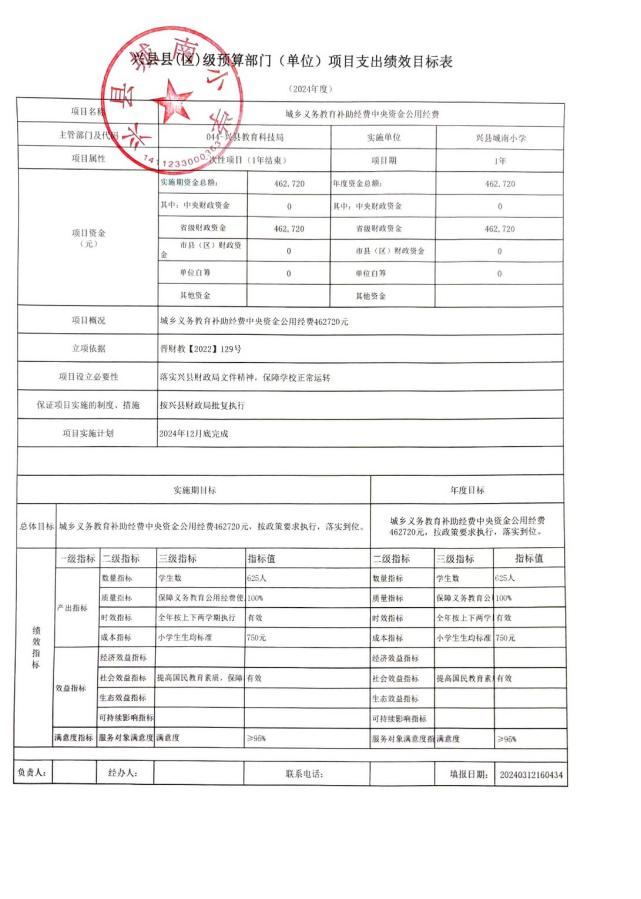 兴县县(区)级预算部门（单位）项目支出绩效目标表
兴县城南小学
（2024年度）
项目名称 城乡义务教育补助经费中央资金公用经费
主管部门及代码 044-兴县教育科技局 实施单位 兴县城南小学
项目属性 次性项目（1年结束） 项目期 1年
项目资金
（元）
实施期资金总额： 462,720 年度资金总额： 462,720
其中：中央财政资金 0 其中：中央财政资金 0
省级财政资金 462,720 省级财政资金 462,720
市县（区）财政资金 0 市县（区）财政资金 0
单位自筹 0 单位自筹 0
其他资金 其他资金
项目概况 城乡义务教育补助经费中央资金公用经费462720元
立项依据 晋财教【2022】129号
项目设立必要性 落实兴县财政局文件精神，保障学校正常运转
保证项目实施的制度、措施 按兴县财政局批复执行
项目实施计划 2024年12月底完成
实施期目标 年度目标
总体目标 城乡义务教育补助经费中央资金公用经费462720元，按政策要求执行，落实到位。 城乡义务教育补助经费中央资金公用经费
462720元，按政策要求执行，落实到位。
绩效指标
一级指标 二级指标 三级指标 指标值 二级指标 三级指标 指标值
产出指标
数量指标 学生数 625人 数量指标 学生数 625人
质量指标 保障义务教育公用经费使 100% 质量指标 保障义务教育公 100%
时效指标 全年按上下两学期执行 有效 时效指标 全年按上下两学 有效
成本指标 小学生生均标准 750元 成本指标 小学生生均标准 750元
效益指标
经济效益指标 经济效益指标
社会效益指标 提高国民教育素质，保障 有效 社会效益指标 提高国民教育素 有效
生态效益指标 生态效益指标
可持续影响指标 可持续影响指标
满意度指标 服务对象满意度 满意度 ≥95% 服务对象满意度指 满意度 ≥95%
负责人： 经办人： 联系电话： 填报日期： 20240312160434